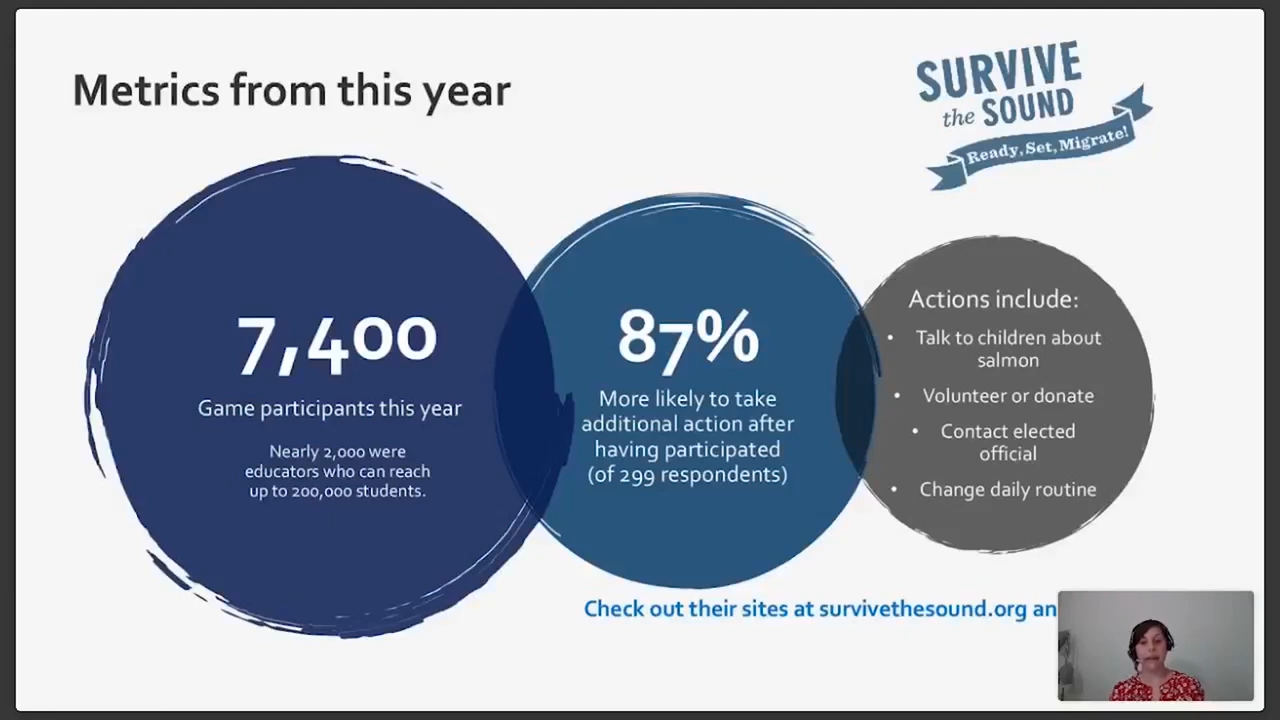 Metrics from this year
SURVIVE
the SOUND
Ready, Set, Migrate!
7,400
Game participants this year
Nearly 2,000 were
educators who can reach
up to 200,000 students.
87%
More likely to take
additional action after
having participated
(of 299 respondents)
Actions include:
• Talk to children about
salmon
• Volunteer or donate
• Contact elected
official
• Change daily routine
Check out their sites at survivethesound.org an